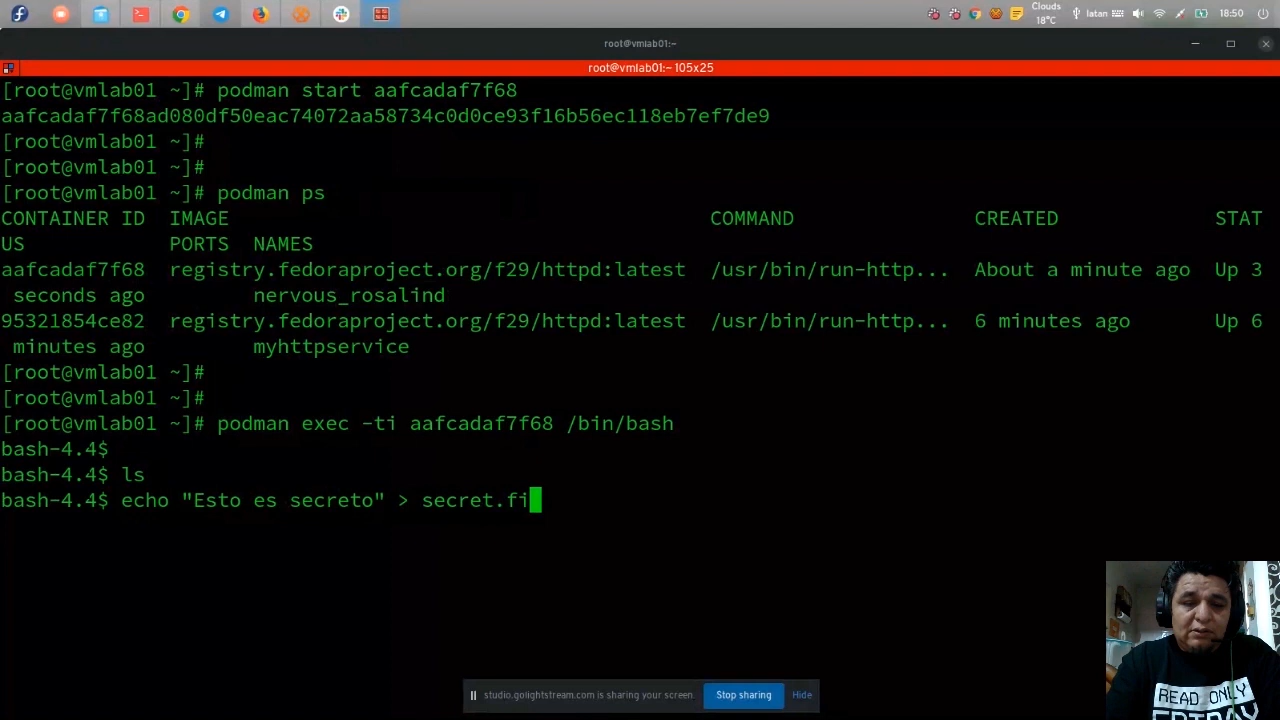 Clouds
18°C
latan
18:50
root@vmlab01:~
root@vmlab01:~ 105x25
[root@vmlab01 ~]# podman start aafcadaf7f68
aafcadaf7f68ad080df50eac74072aa58734c0d0ce93f16b56ec118eb7ef7de9
[root@vmlab01 ~]#
[root@vmlab01 ~]#
[root@vmlab01 ~]# podman ps
CONTAINER ID IMAGE COMMAND CREATED STAT
US PORTS NAMES
aafcadaf7f68 registry.fedoraproject.org/f29/httpd:latest /usr/bin/run-http... About a minute ago Up 3
seconds ago nervous_rosalind
95321854ce82 registry.fedoraproject.org/f29/httpd:latest /usr/bin/run-http... 6 minutes ago Up 6
minutes ago myhttpservice
[root@vmlab01 ~]#
[root@vmlab01 ~]#
[root@vmlab01 ~]# podman exec -ti aafcadaf7f68 /bin/bash
bash-4.4$
bash-4.4$ ls
bash-4.4$ echo "Esto es secreto" > secret.fi
READ ONLY
FRIDAY
studio.golightstream.com is sharing your screen.
Stop sharing
Hide